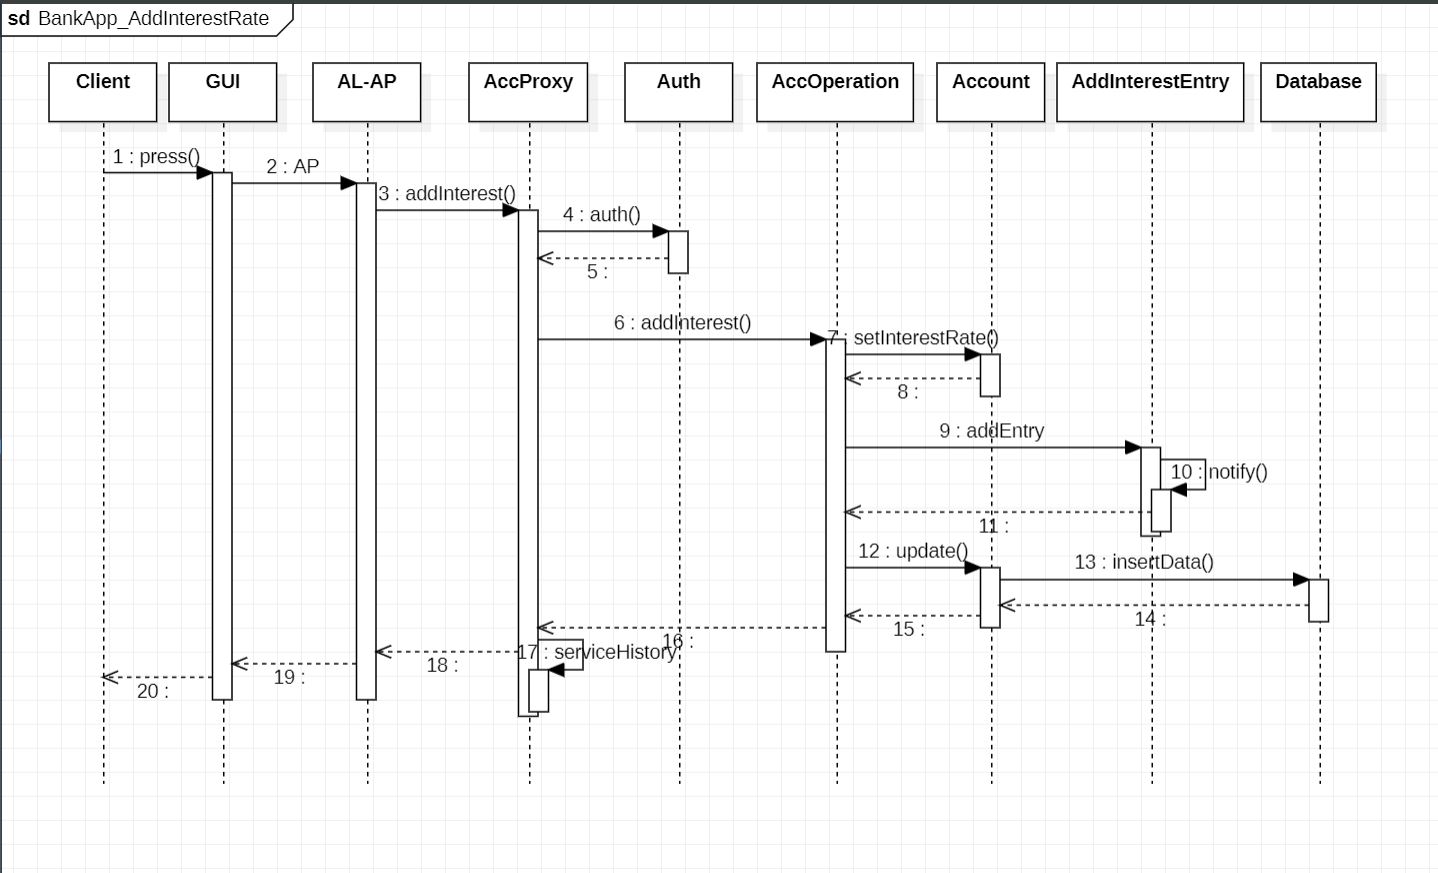 sd BankApp_AddInterestRate
Client
GUI
AL-AP
AccProxy
Auth
AccOperation
Account
AddInterestEntry
Database
1 : press()
2 : AP
3 : addInterest()
4 : auth()
5 :
6 : addInterest()
7 : setInterestRate()
8 :
9 : addEntry
10 : notify()
11 :
12 : update()
13 : insertData()
14 :
15 :
16 :
17 : serviceHistory
18 :
19 :
20 :